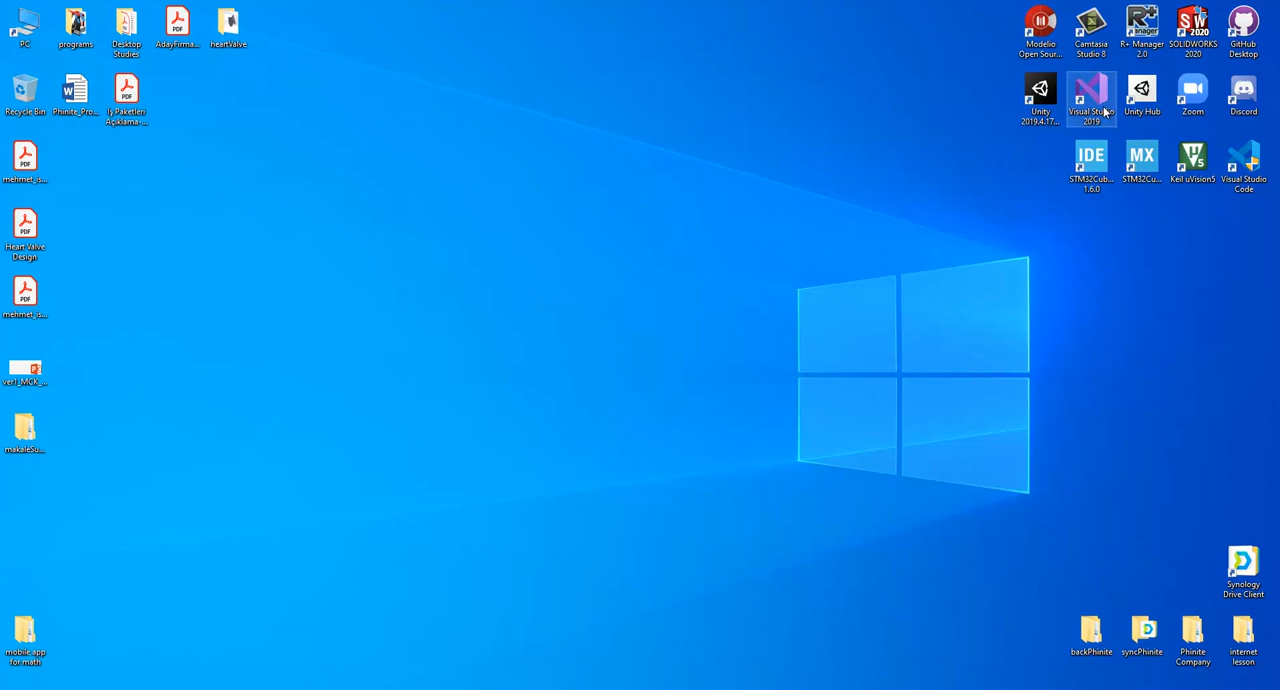 PC
programs
Desktop
Studies
AdayFirma...
heartValve
Modelio
Open Sour...
Camtasia
Studio 8
R+ Manager
2.0
SOLIDWORKS
2020
GitHub
Desktop
Recycle Bin
Phinite_Pro...
İş Paketleri
Açıklama-...
Unity
2019.4.17...
Visual Studio
2019
Unity Hub
Zoom
Discord
mehmet_is...
IDE
STM32Cub...
1.6.0
MX
STM32Cu...
Keil uVision5
Visual Studio
Code
Heart Valve
Design
mehmet_is...
ver1_MCK_...
makaleSu...
Synology
Drive Client
mobile app
for math
backPhinite
syncPhinite
Phinite
Company
internet
lesson